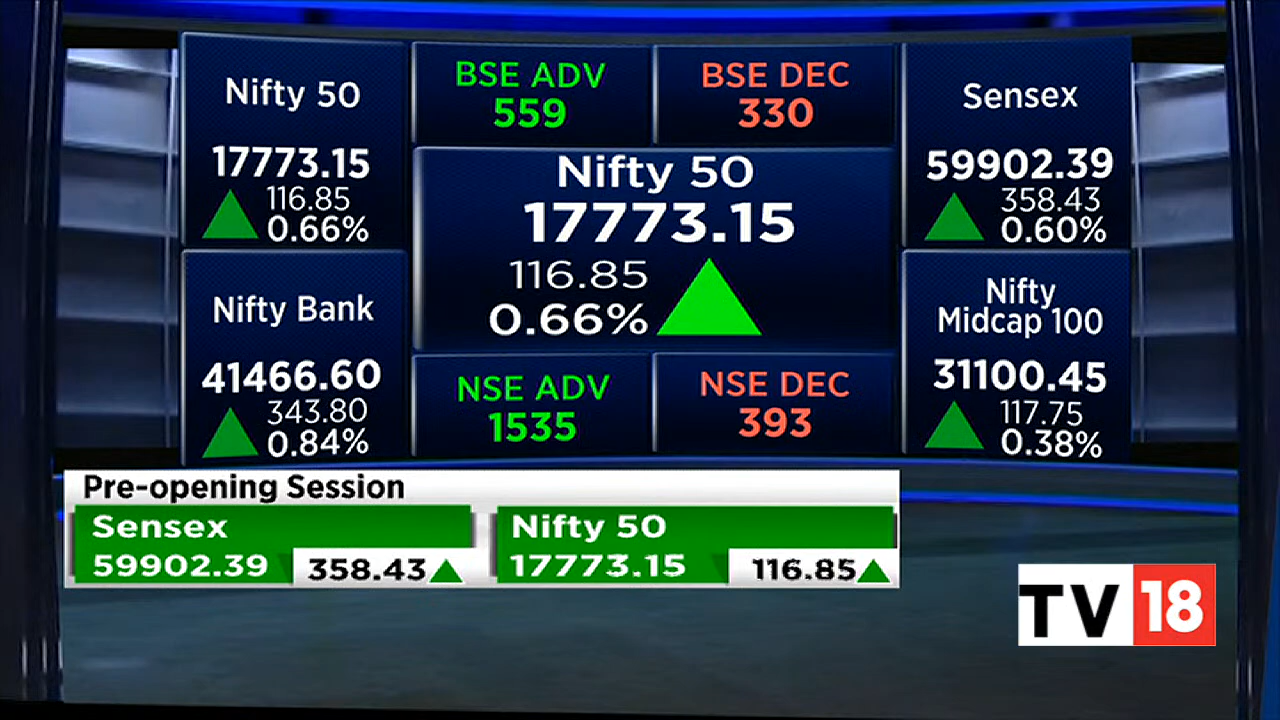 Nifty 50
17773.15
116.85
0.66%
BSE ADV
559
BSE DEC
330
Sensex
59902.39
358.43
0.60%
Nifty 50
17773.15
116.85
0.66%
Nifty Bank
41466.60
343.80
0.84%
NSE ADV
1535
NSE DEC
393
Nifty
Midcap 100
31100.45
117.75
0.38%
Pre-opening Session
Sensex
59902.39
358.43
Nifty 50
17773.15
116.85
TV 18